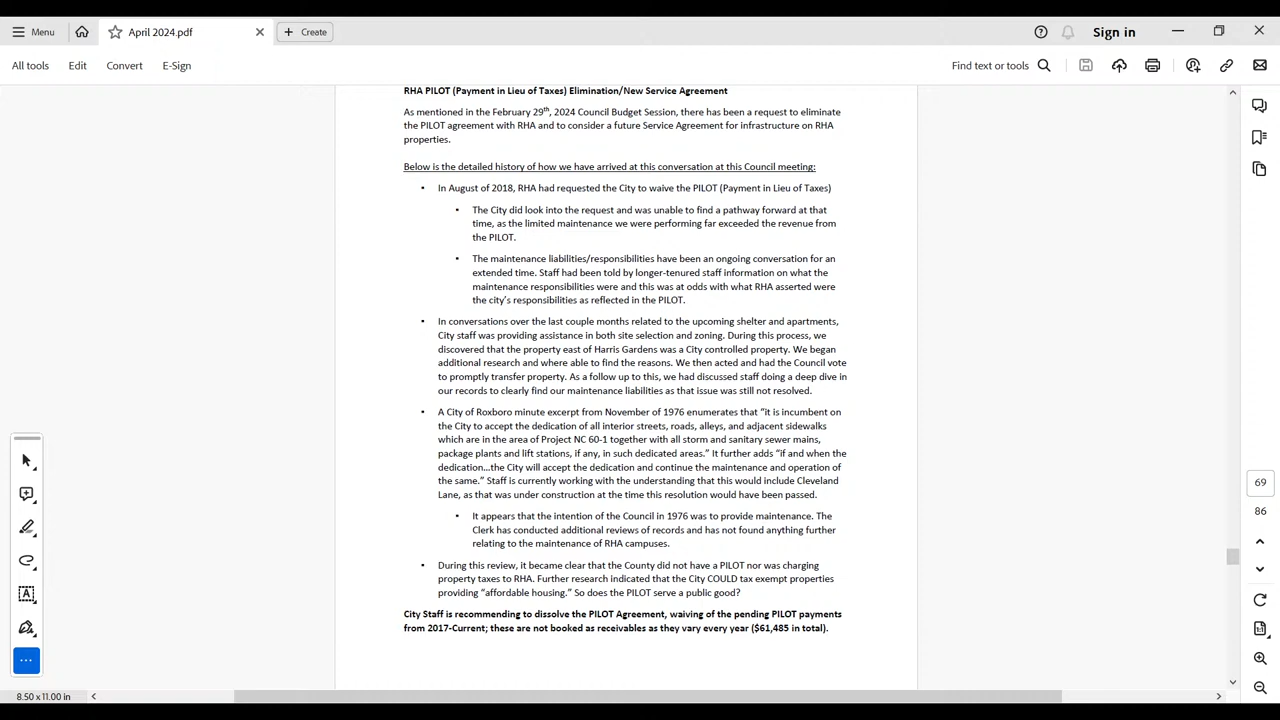 Menu
April 2024.pdf
Create
Sign in
All tools
Edit
Convert
E-Sign
Find text or tools
RHA PILOT (Payment in Lieu of Taxes) Elimination/New Service Agreement
As mentioned in the February 29th, 2024 Council Budget Session, there has been a request to eliminate
the PILOT agreement with RHA and to consider a future Service Agreement for infrastructure on RHA
properties.
Below is the detailed history of how we have arrived at this conversation at this Council meeting:
• In August of 2018, RHA had requested the City to waive the PILOT (Payment in Lieu of Taxes)
• The City did look into the request and was unable to find a pathway forward at that
time, as the limited maintenance we were performing far exceeded the revenue from
the PILOT.
• The maintenance liabilities/responsibilities have been an ongoing conversation for an
extended time. Staff had been told by longer-tenured staff information on what the
maintenance responsibilities were and this was at odds with what RHA asserted were
the city's responsibilities as reflected in the PILOT.
• In conversations over the last couple months related to the upcoming shelter and apartments,
City staff was providing assistance in both site selection and zoning. During this process, we
discovered that the property east of Harris Gardens was a City controlled property. We began
additional research and where able to find the reasons. We then acted and had the Council vote
to promptly transfer property. As a follow up to this, we had discussed staff doing a deep dive in
our records to clearly find our maintenance liabilities as that issue was still not resolved.
• A City of Roxboro minute excerpt from November of 1976 enumerates that "it is incumbent on
the City to accept the dedication of all interior streets, roads, alleys, and adjacent sidewalks
which are in the area of Project NC 60-1 together with all storm and sanitary sewer mains,
package plants and lift stations, if any, in such dedicated areas." It further adds "if and when the
dedication…the City will accept the dedication and continue the maintenance and operation of
the same." Staff is currently working with the understanding that this would include Cleveland
Lane, as that was under construction at the time this resolution would have been passed.
• It appears that the intention of the Council in 1976 was to provide maintenance. The
Clerk has conducted additional reviews of records and has not found anything further
relating to the maintenance of RHA campuses.
• During this review, it became clear that the County did not have a PILOT nor was charging
property taxes to RHA. Further research indicated that the City COULD tax exempt properties
providing "affordable housing." So does the PILOT serve a public good?
City Staff is recommending to dissolve the PILOT Agreement, waiving of the pending PILOT payments
from 2017-Current; these are not booked as receivables as they vary every year ($61,485 in total).
69
86
8.50 x 11.00 in